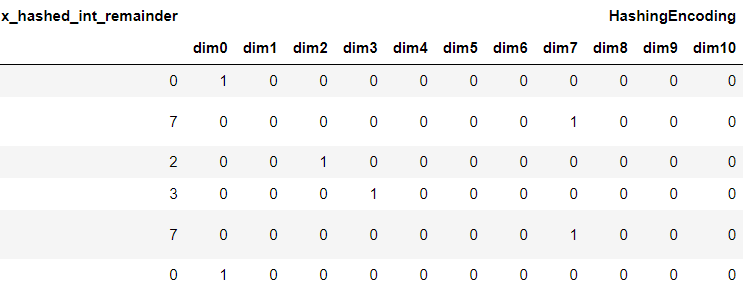 x_hashed_int_remainder HashingEncoding
dim0 dim1 dim2 dim3 dim4 dim5 dim6 dim7 dim8 dim9 dim10
0 1 0 0 0 0 0 0 0 0 0 0
7 0 0 0 0 0 0 0 1 0 0 0
2 0 0 1 0 0 0 0 0 0 0 0
3 0 0 0 1 0 0 0 0 0 0 0
7 0 0 0 0 0 0 0 1 0 0 0
0 1 0 0 0 0 0 0 0 0 0 0